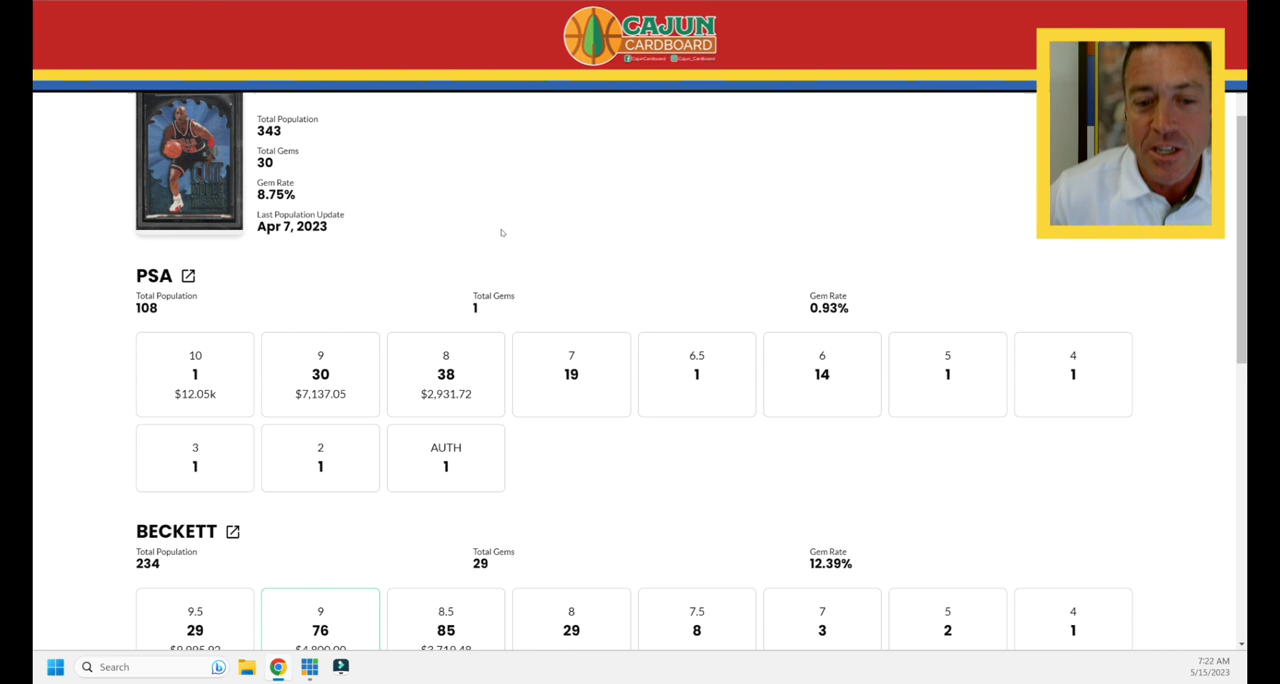 CAJUN
CARDBOARD
CajunCardboard Cajun_Cardboard
Total Population
343
Total Gems
30
Gem Rate
8.75%
Last Population Update
Apr 7, 2023
PSA
Total Population
108
Total Gems
1
Gem Rate
0.93%
10
1
$12.05k
9
30
$7,137.05
8
38
$2,931.72
7
19
6.5
1
6
14
5
1
4
1
3
1
2
1
AUTH
1
BECKETT
Total Population
234
Total Gems
29
Gem Rate
12.39%
9.5
29
9
76
8.5
85
8
29
7.5
8
7
3
5
2
4
1
Search
7:22 AM
5/15/2023